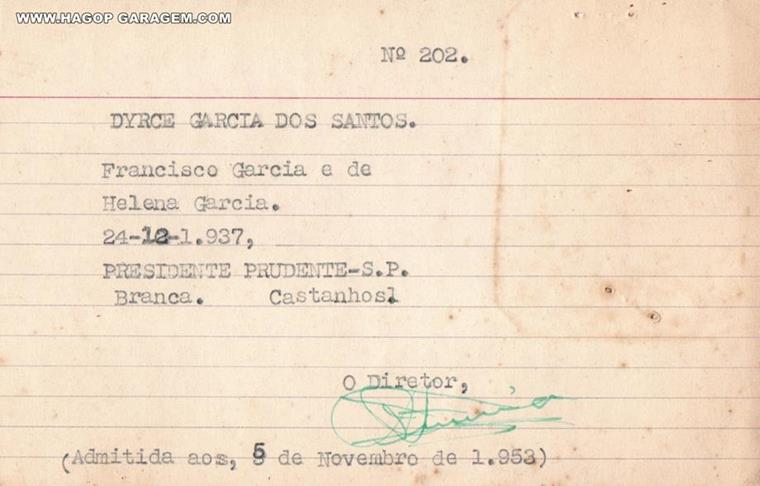 WWW.HAGOP GARAGEM.COM
Nº 202.
DYRCE GARCIA DOS SANTOS.
Francisco Garcia e de
Helena Garcia.
24-12-1.937,
PRESIDENTE PRUDENTE-S.P.
Branca. Castanhosl
O Diretor,
(Admitida aos, 5 de Novembro de 1.953)